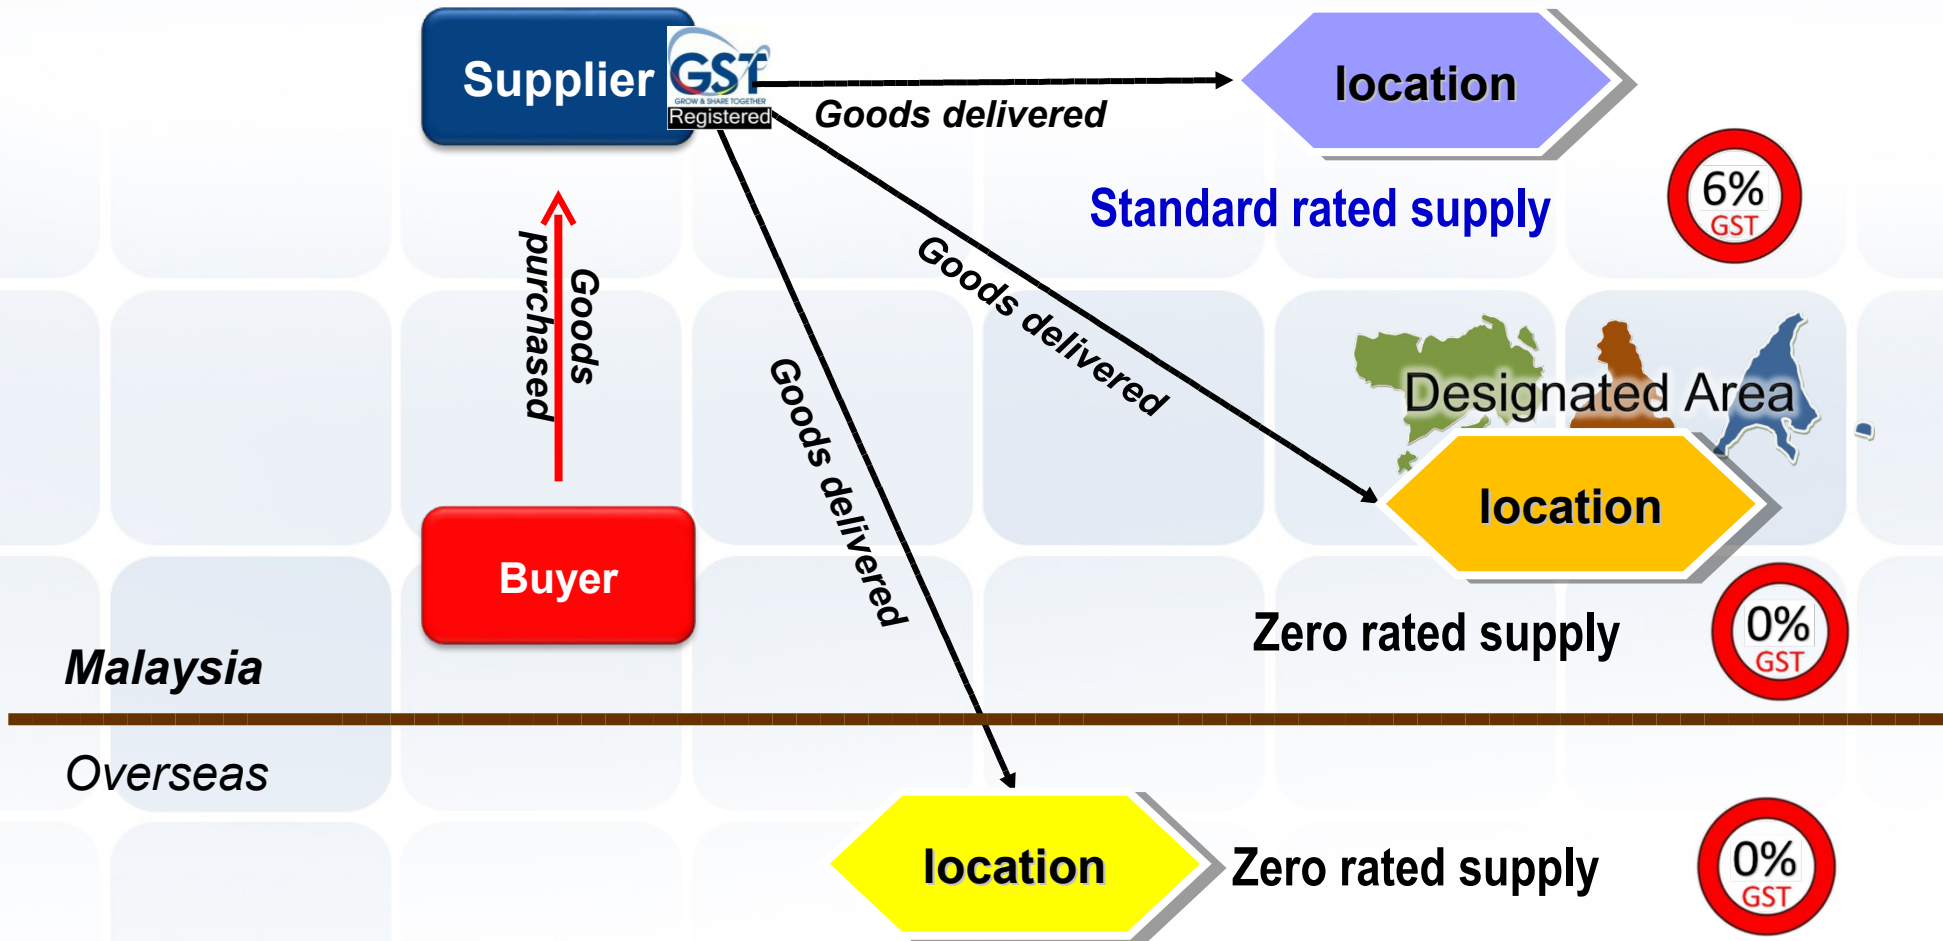 Supplier
GST
GROW & SHARE TOGETHER
Registered
Goods delivered
location
Standard rated supply
6%
GST
Goods
purchased
Goods delivered
Goods delivered
Designated Area
location
Buyer
Zero rated supply
0%
GST
Malaysia
Overseas
location
Zero rated supply
0%
GST